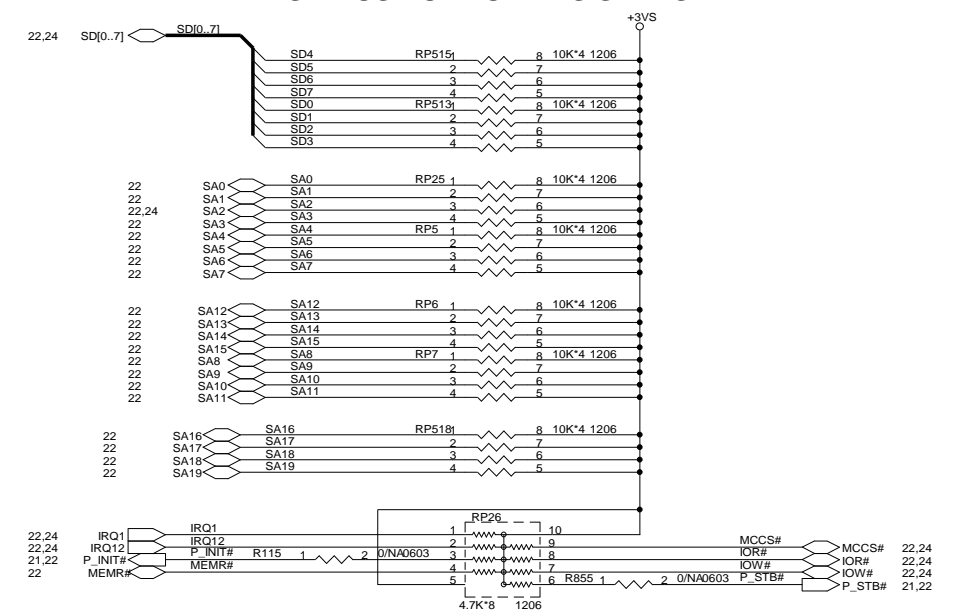 +3VS
22,24 SD[0..7] SD[0..7]
SD4 RP515 1 8 10K*4 1206
SD5 2 7
SD6 3 6
SD7 4 5
SD0 RP513 1 8 10K*4 1206
SD1 2 7
SD2 3 6
SD3 4 5
22 SA0 SA0 RP25 1 8 10K*4 1206
22 SA1 SA1 2 7
22,24 SA2 SA2 3 6
22 SA3 SA3 4 5
22 SA4 SA4 RP5 1 8 10K*4 1206
22 SA5 SA5 2 7
22 SA6 SA6 3 6
22 SA7 SA7 4 5
22 SA12 SA12 RP6 1 8 10K*4 1206
22 SA13 SA13 2 7
22 SA14 SA14 3 6
22 SA15 SA15 4 5
22 SA8 SA8 RP7 1 8 10K*4 1206
22 SA9 SA9 2 7
22 SA10 SA10 3 6
22 SA11 SA11 4 5
22 SA16 SA16 RP518 1 8 10K*4 1206
22 SA17 SA17 2 7
22 SA18 SA18 3 6
22 SA19 SA19 4 5
RP26
22,24 IRQ1 IRQ1 1 10
22,24 IRQ12 IRQ12 2 9 MCCS# MCCS# 22,24
21,22 P_INIT# P_INIT# R115 1 2 0/NA0603 3 8 IOR# IOR# 22,24
22 MEMR# MEMR# 4 7 IOW# IOW# 22,24
5 6 R855 1 2 0/NA0603 P_STB# P_STB# 21,22
4.7K*8 1206